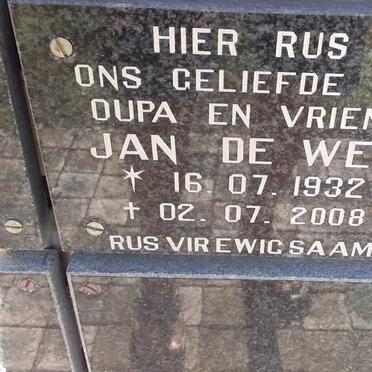 HIER RUS
ONS GELIEFDE
OUPA EN VRIEN
JAN DE WE
* 16. 07. 1932
† 02. 07. 2008
RUS VIR EWIG SAAM